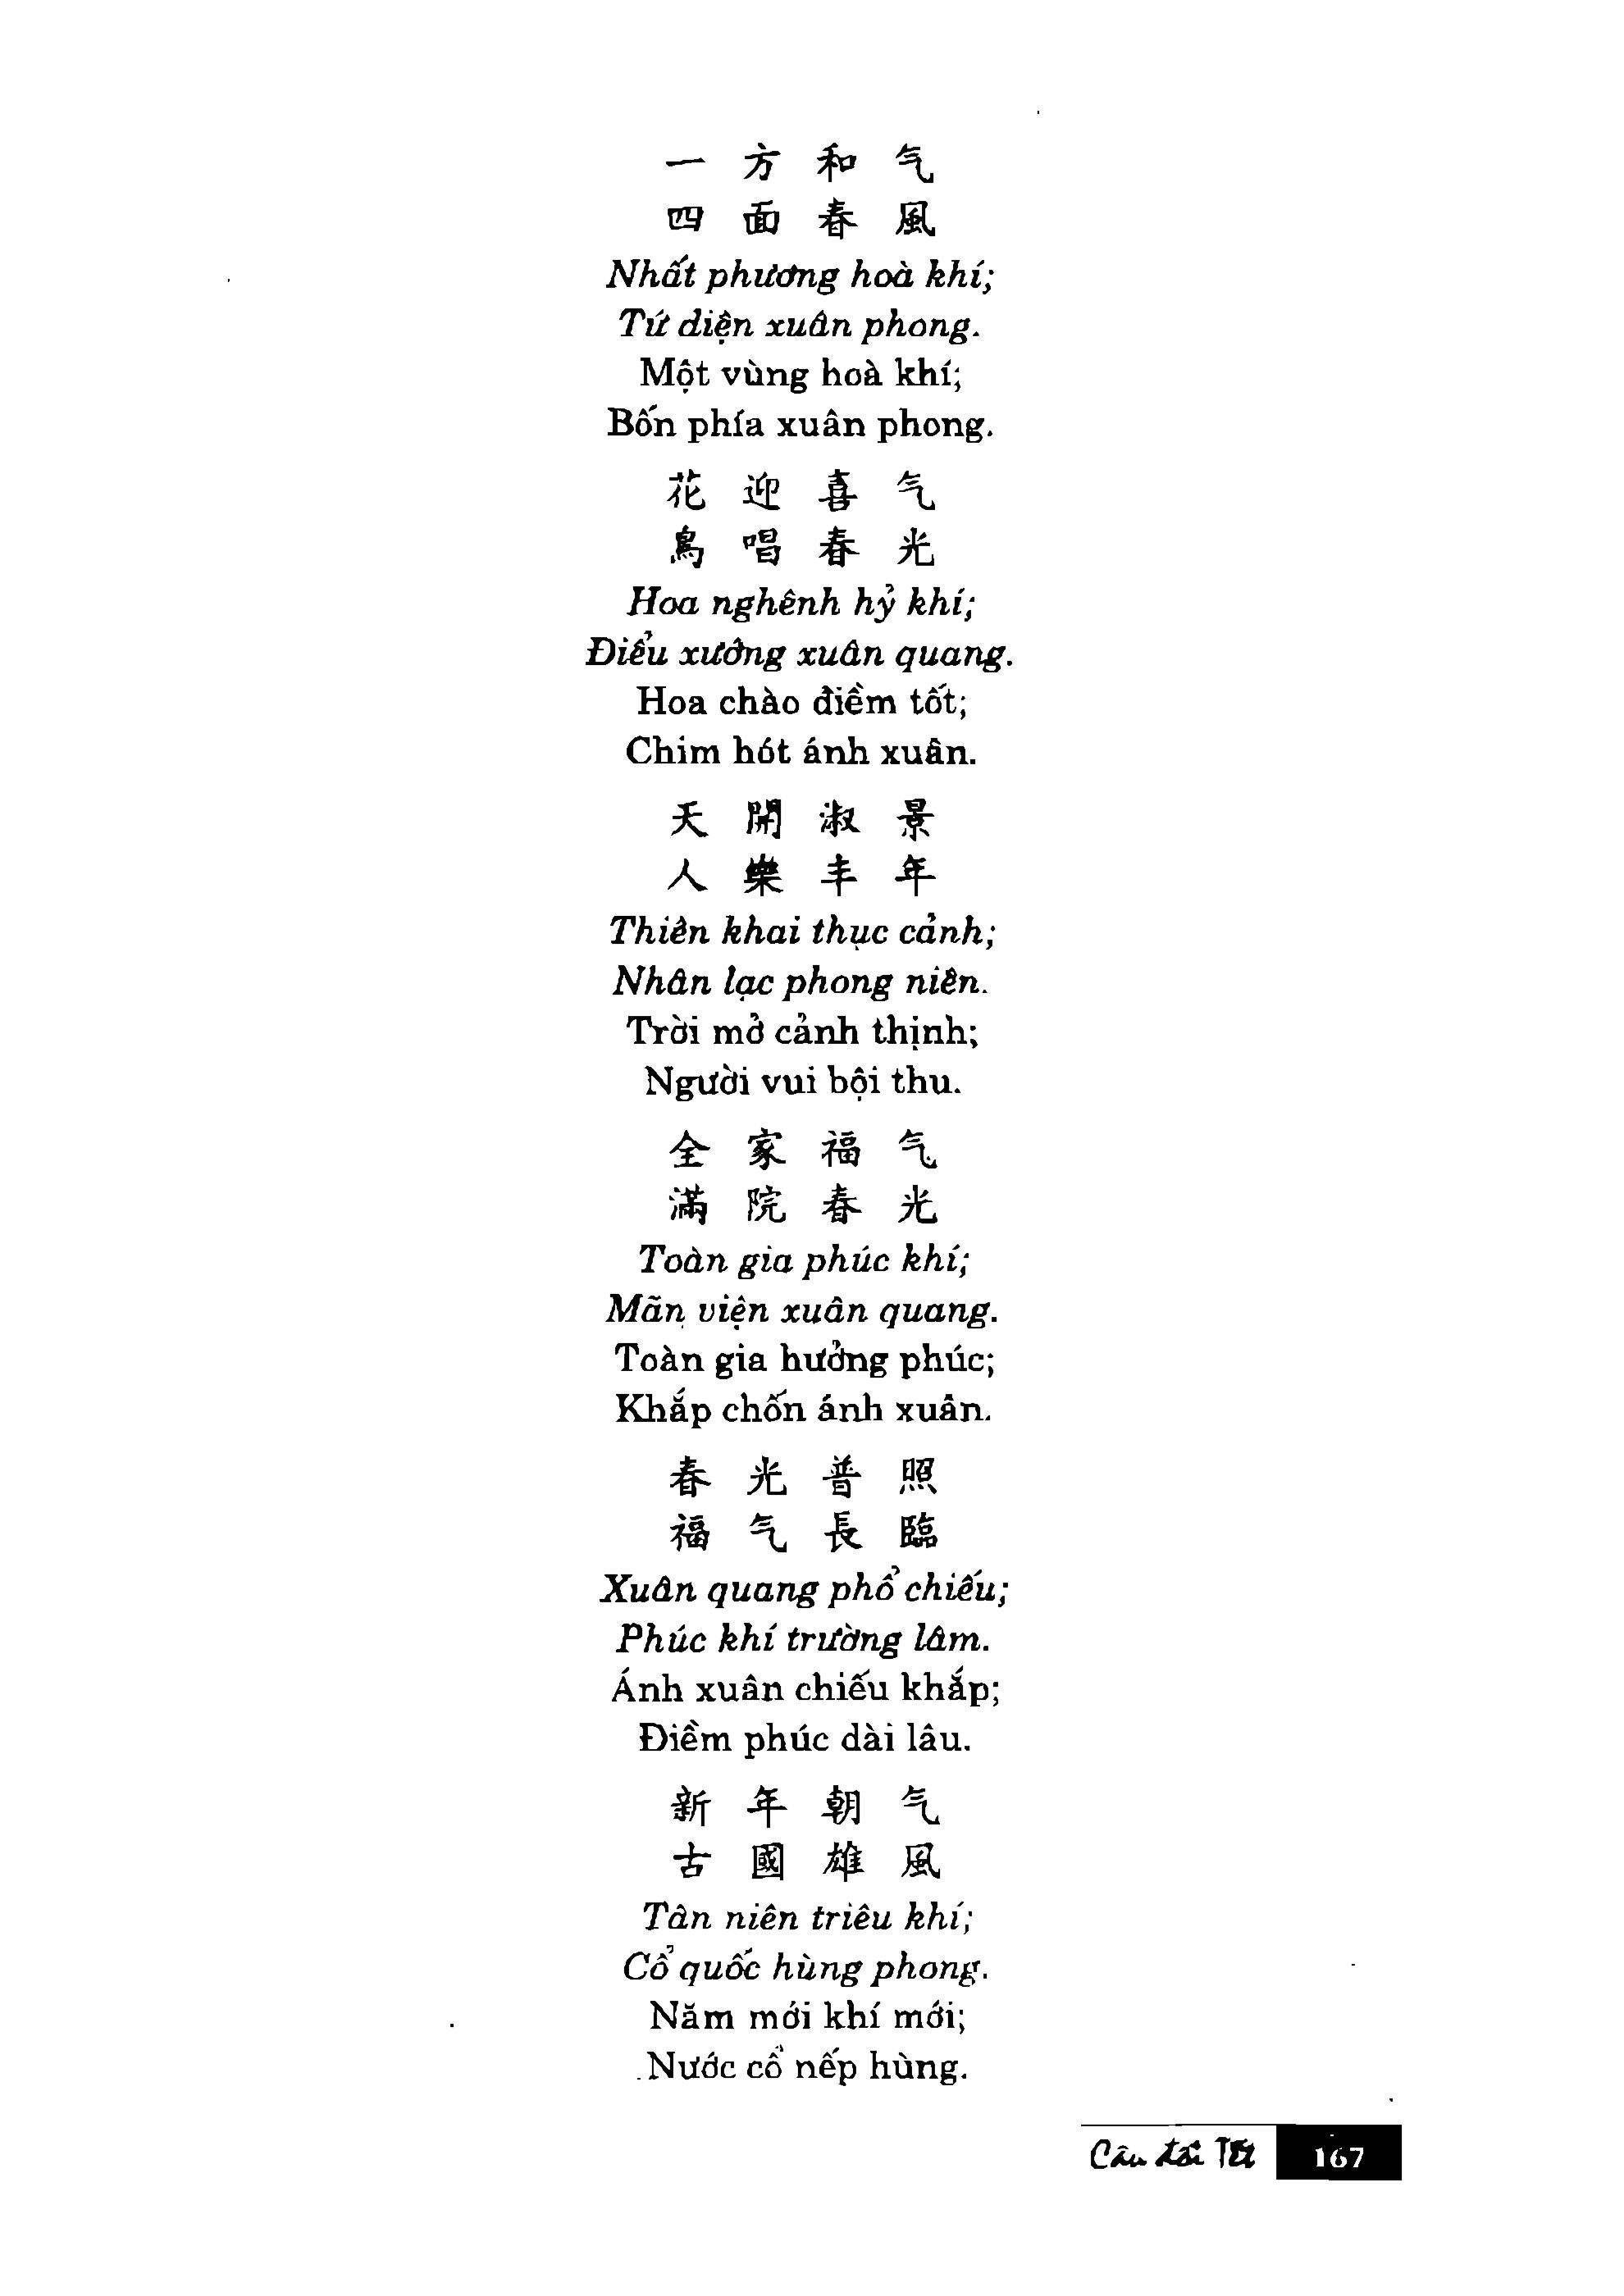 一 方 和 气
四 面 春 風
Nhất phương hoà khí;
Tứ diện xuân phong.
Một vùng hoà khí;
Bốn phía xuân phong.
花 迎 喜 气
鳥 唱 春 光
Hoa nghênh hỷ khí;
Điểu xướng xuân quang.
Hoa chào điềm tốt;
Chim hót ánh xuân.
天 開 淑 景
人 樂 丰 年
Thiên khai thục cảnh;
Nhân lạc phong niên.
Trời mở cảnh thịnh;
Người vui bội thu.
全 家 福 气
滿 院 春 光
Toàn gia phúc khí;
Mãn viện xuân quang.
Toàn gia hưởng phúc;
Khắp chốn ánh xuân.
春 光 普 照
福 气 長 臨
Xuân quang phổ chiếu;
Phúc khí trường lâm.
Ánh xuân chiếu khắp;
Điềm phúc dài lâu.
新 年 朝 气
古 國 雄 風
Tân niên triêu khí;
Cổ quốc hùng phong.
Năm mới khí mới;
Nước cổ nếp hùng.
Câu đối Tết 167